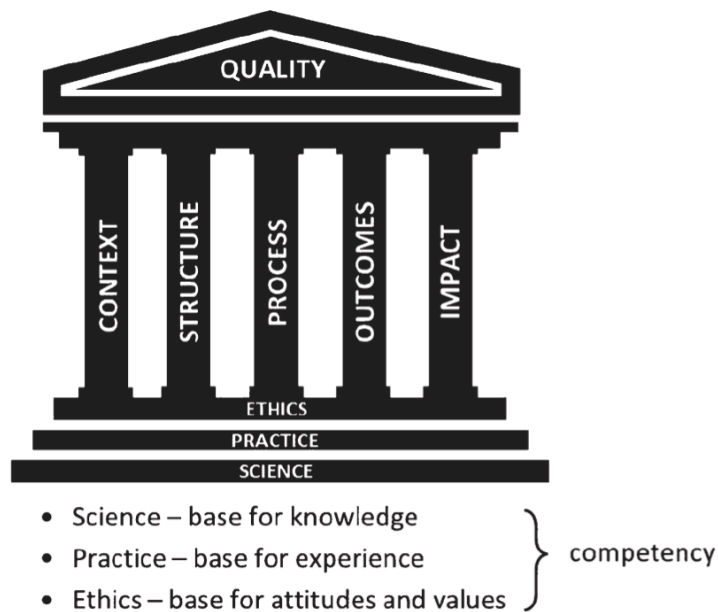 QUALITY
CONTEXT
STRUCTURE
PROCESS
OUTCOMES
IMPACT
ETHICS
PRACTICE
SCIENCE
• Science – base for knowledge
• Practice – base for experience
• Ethics – base for attitudes and values
competency